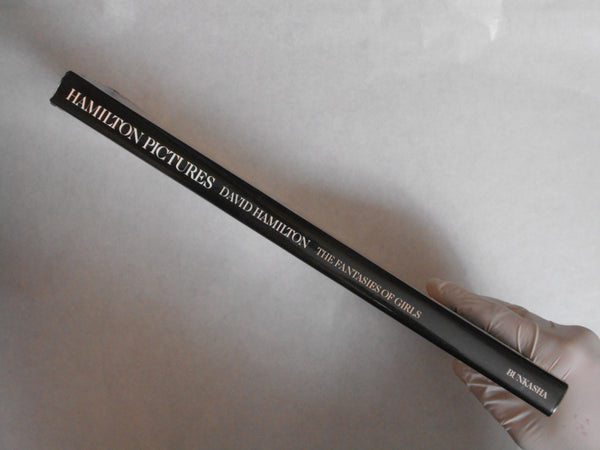 HAMILTON PICTURES DAVID HAMILTON THE FANTASIES OF GIRLS BUNKASHA